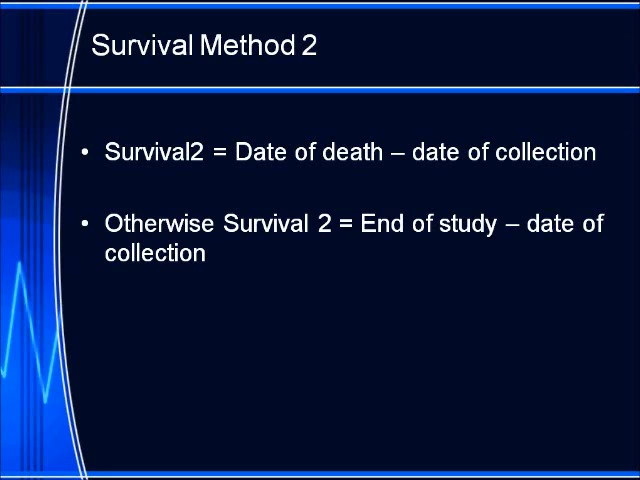 Survival Method 2
• Survival2 = Date of death – date of collection
• Otherwise Survival 2 = End of study – date of
collection